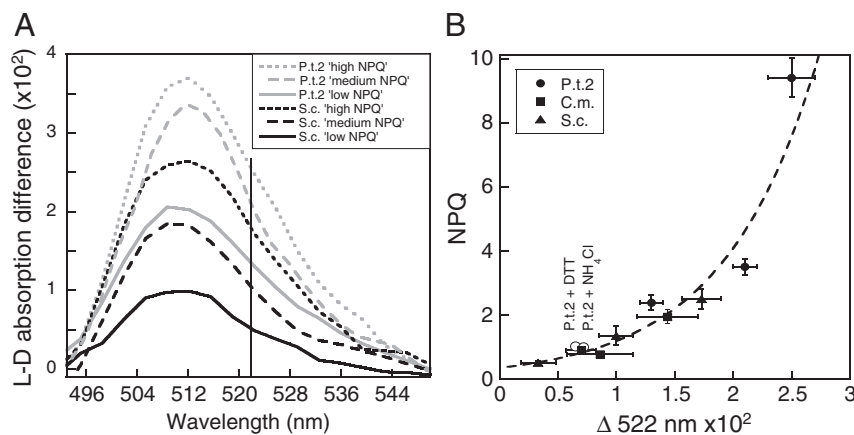 A
L-D absorption difference (x10²)
4
3
2
1
0
P.t.2 'high NPQ'
P.t.2 'medium NPQ'
P.t.2 'low NPQ'
S.c. 'high NPQ'
S.c. 'medium NPQ'
S.c. 'low NPQ'
496 504 512 520 528 536 544
Wavelength (nm)
B
NPQ
10
8
6
4
2
0
P.t.2
C.m.
S.c.
P.t.2 + DTT
P.t.2 + NH₄Cl
0 0.5 1 1.5 2 2.5 3
Δ 522 nm x10²